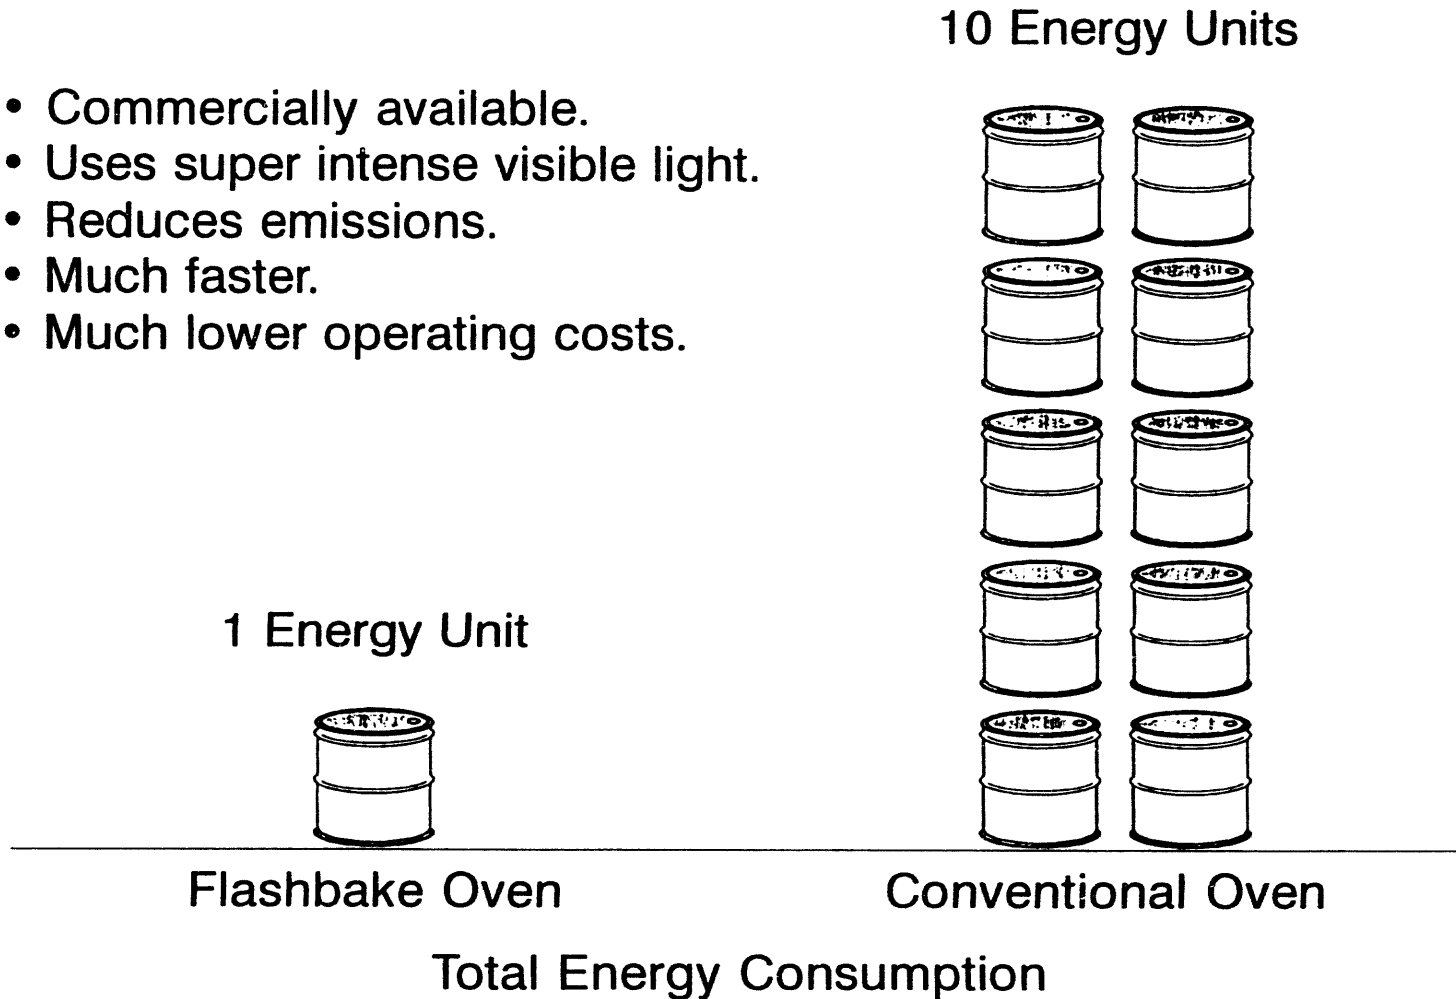 10 Energy Units
• Commercially available.
• Uses super intense visible light.
• Reduces emissions.
• Much faster.
• Much lower operating costs.
1 Energy Unit
Flashbake Oven
Conventional Oven
Total Energy Consumption